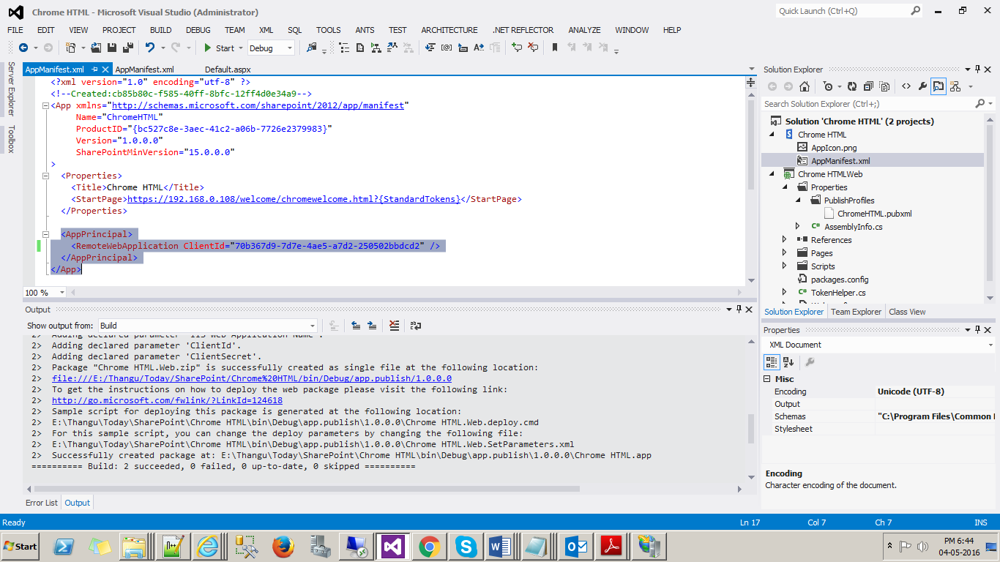 Chrome HTML - Microsoft Visual Studio (Administrator)
Quick Launch (Ctrl+Q)
FILE EDIT VIEW PROJECT BUILD DEBUG TEAM XML SQL TOOLS ANTS TEST ARCHITECTURE .NET REFLECTOR ANALYZE WINDOW HELP
Start Debug
Server Explorer
Toolbox
AppManifest.xml AppManifest.xml Default.aspx
<?xml version="1.0" encoding="utf-8" ?>
<!--Created:cb85b80c-f585-40ff-8bfc-12ff4d0e34a9-->
<App xmlns="http://schemas.microsoft.com/sharepoint/2012/app/manifest"
Name="ChromeHTML"
ProductID="{bc527c8e-3aec-41c2-a06b-7726e2379983}"
Version="1.0.0.0"
SharePointMinVersion="15.0.0.0"
>
<Properties>
<Title>Chrome HTML</Title>
<StartPage>https://192.168.0.108/welcome/chromewelcome.html?{StandardTokens}</StartPage>
</Properties>
<AppPrincipal>
<RemoteWebApplication ClientId="70b367d9-7d7e-4ae5-a7d2-250502bbdcd2" />
</AppPrincipal>
</App>
100 %
Output
Show output from: Build
2> Adding declared parameter 'IIS Web Application Name'.
2> Adding declared parameter 'ClientId'.
2> Adding declared parameter 'ClientSecret'.
2> Package "Chrome HTML.Web.zip" is successfully created as single file at the following location:
2> file:///E:/Thangu/Today/SharePoint/Chrome%20HTML/bin/Debug/app.publish/1.0.0.0
2> To get the instructions on how to deploy the web package please visit the following link:
2> http://go.microsoft.com/fwlink/?LinkId=124618
2> Sample script for deploying this package is generated at the following location:
2> E:\Thangu\Today\SharePoint\Chrome HTML\bin\Debug\app.publish\1.0.0.0\Chrome HTML.Web.deploy.cmd
2> For this sample script, you can change the deploy parameters by changing the following file:
2> E:\Thangu\Today\SharePoint\Chrome HTML\bin\Debug\app.publish\1.0.0.0\Chrome HTML.Web.SetParameters.xml
2> Successfully created package at: E:\Thangu\Today\SharePoint\Chrome HTML\bin\Debug\app.publish\1.0.0.0\Chrome HTML.app
========== Build: 2 succeeded, 0 failed, 0 up-to-date, 0 skipped ==========
Error List Output
Solution Explorer
Search Solution Explorer (Ctrl+;)
Solution 'Chrome HTML' (2 projects)
Chrome HTML
AppIcon.png
AppManifest.xml
Chrome HTMLWeb
Properties
PublishProfiles
ChromeHTML.pubxml
AssemblyInfo.cs
References
Pages
Scripts
packages.config
TokenHelper.cs
Solution Explorer Team Explorer Class View
Properties
XML Document
Misc
Encoding Unicode (UTF-8)
Output
Schemas "C:\Program Files\Common
Stylesheet
Encoding
Character encoding of the document.
Ready Ln 17 Col 7 Ch 7 INS
Start
PM 6:44
04-05-2016